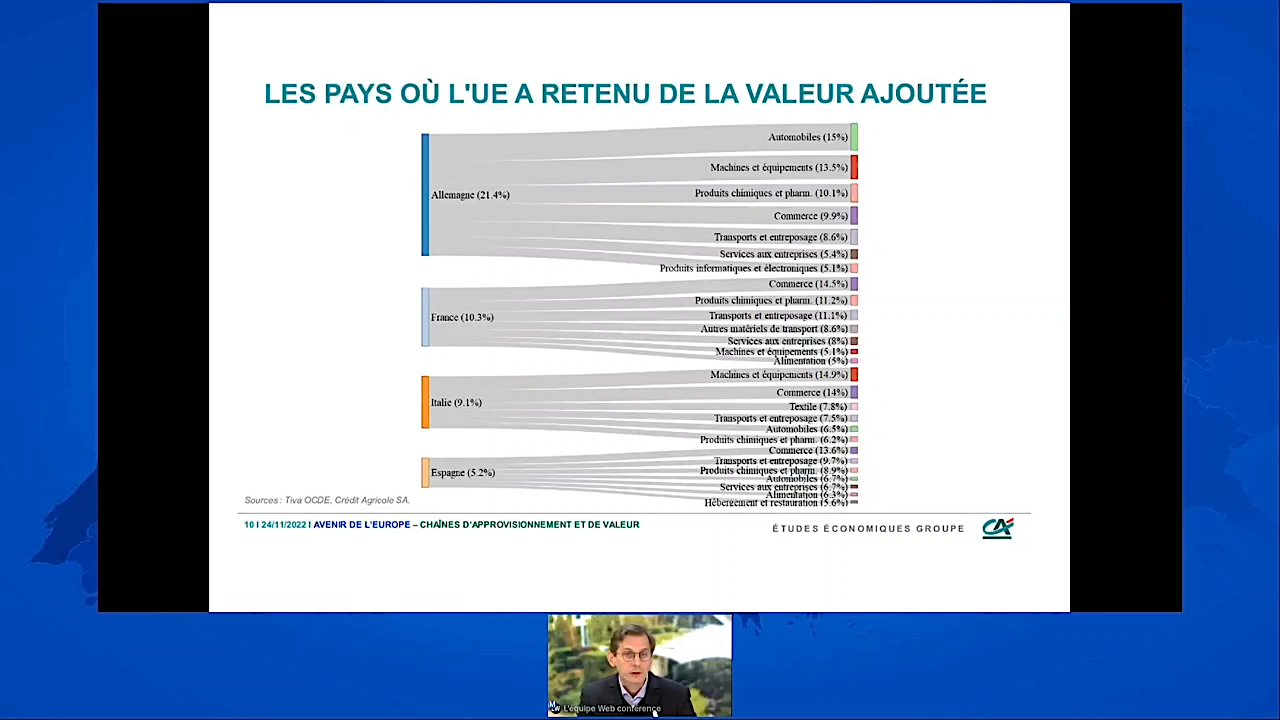 LES PAYS OÙ L'UE A RETENU DE LA VALEUR AJOUTÉE
Allemagne (21.4%)
Automobiles (15%)
Machines et équipements (13.5%)
Produits chimiques et pharm. (10.1%)
Commerce (9.9%)
Transports et entreposage (8.6%)
Services aux entreprises (5.4%)
Produits informatiques et électroniques (5.1%)
France (10.3%)
Commerce (14.5%)
Produits chimiques et pharm. (11.2%)
Transports et entreposage (11.1%)
Autres matériels de transport (8.6%)
Services aux entreprises (8%)
Machines et équipements (5.1%)
Alimentation (5%)
Italie (9.1%)
Machines et équipements (14.9%)
Commerce (14%)
Textile (7.8%)
Transports et entreposage (7.5%)
Automobiles (6.5%)
Produits chimiques et pharm. (6.2%)
Espagne (5.2%)
Commerce (13.6%)
Transports et entreposage (9.7%)
Produits chimiques et pharm. (8.9%)
Automobiles (6.7%)
Services aux entreprises (6.7%)
Alimentation (6.3%)
Hébergement et restauration (5.6%)
Sources : Tiva OCDE, Crédit Agricole SA.
10 I 24/11/2022 I AVENIR DE L'EUROPE – CHAÎNES D'APPROVISIONNEMENT ET DE VALEUR
ÉTUDES ÉCONOMIQUES GROUPE
CA
L'équipe Web conférence